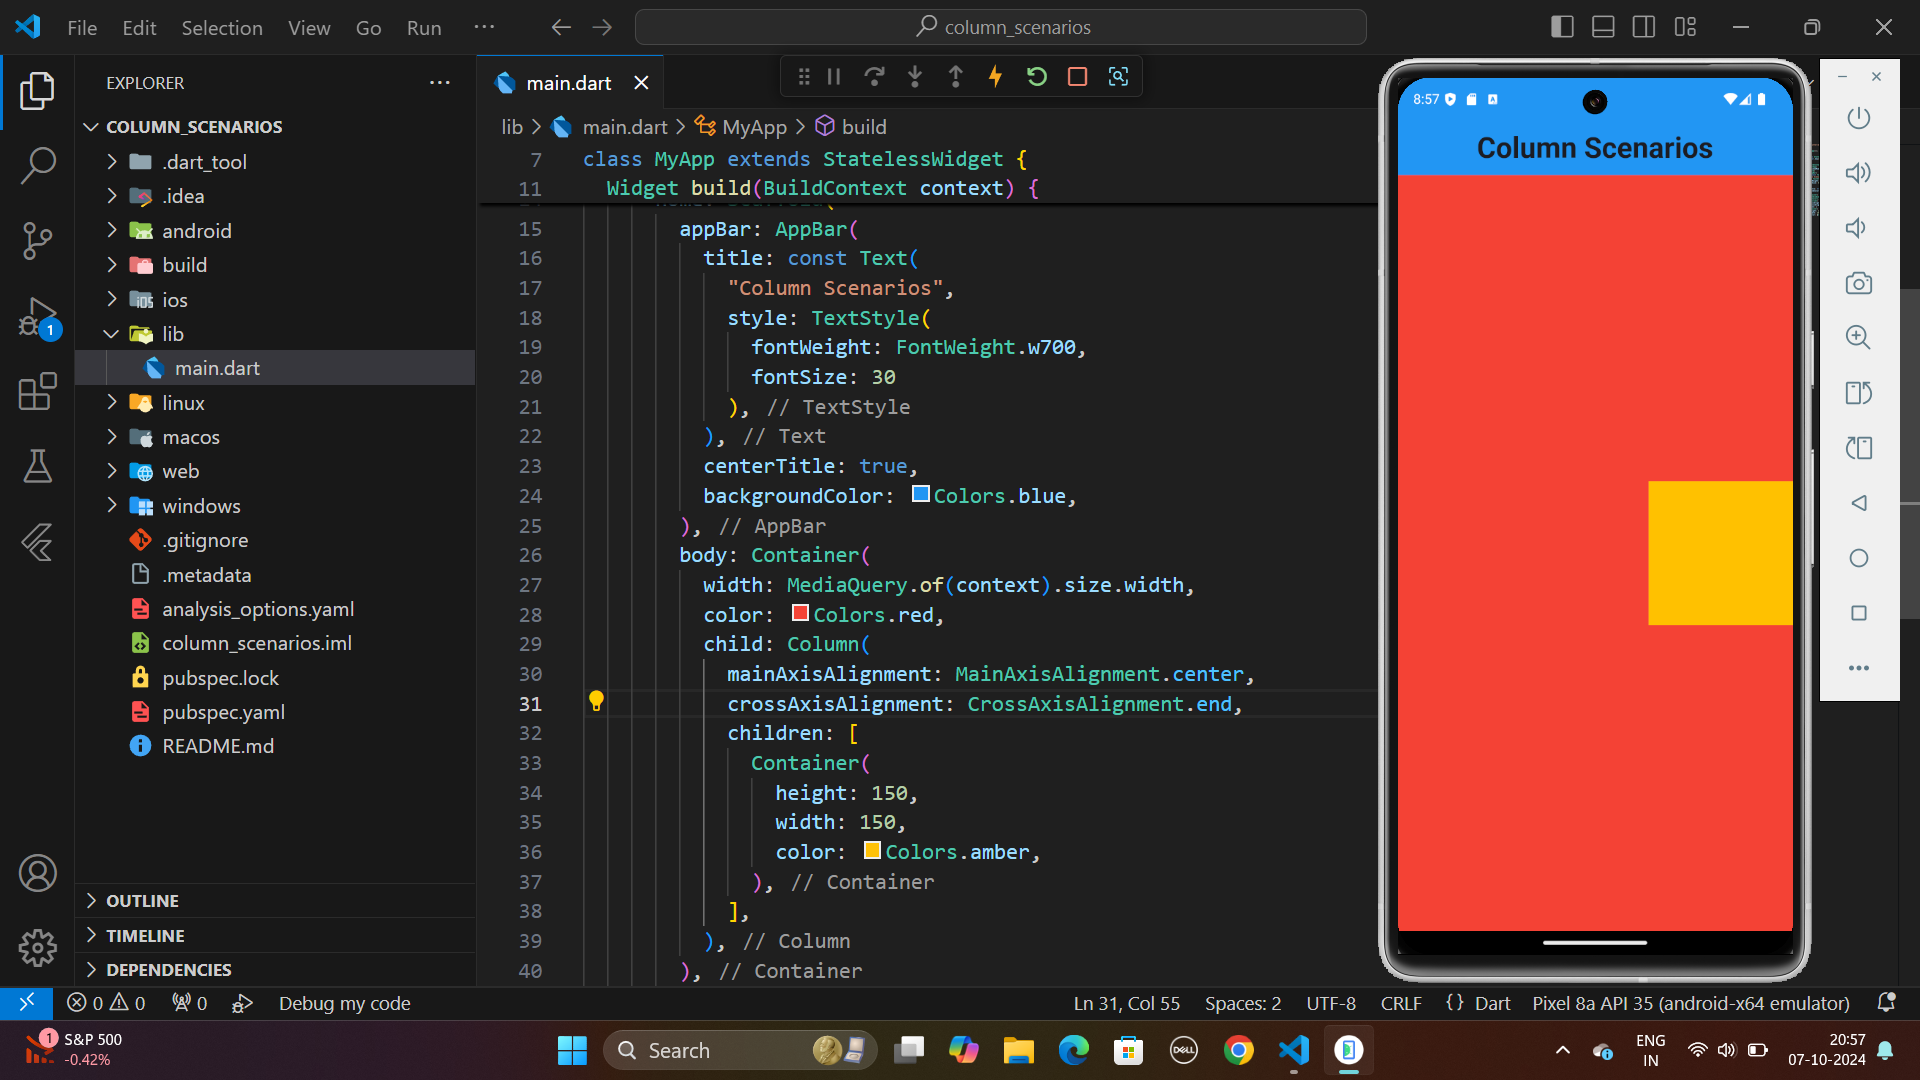 File Edit Selection View Go Run ···
column_scenarios
EXPLORER
COLUMN_SCENARIOS
.dart_tool
.idea
android
build
ios
lib
main.dart
linux
macos
web
windows
.gitignore
.metadata
analysis_options.yaml
column_scenarios.iml
pubspec.lock
pubspec.yaml
README.md
OUTLINE
TIMELINE
DEPENDENCIES
1
main.dart
lib > main.dart > MyApp > build
7 class MyApp extends StatelessWidget {
11 Widget build(BuildContext context) {
15 appBar: AppBar(
16 title: const Text(
17 "Column Scenarios",
18 style: TextStyle(
19 fontWeight: FontWeight.w700,
20 fontSize: 30
21 ), // TextStyle
22 ), // Text
23 centerTitle: true,
24 backgroundColor: Colors.blue,
25 ), // AppBar
26 body: Container(
27 width: MediaQuery.of(context).size.width,
28 color: Colors.red,
29 child: Column(
30 mainAxisAlignment: MainAxisAlignment.center,
31 crossAxisAlignment: CrossAxisAlignment.end,
32 children: [
33 Container(
34 height: 150,
35 width: 150,
36 color: Colors.amber,
37 ), // Container
38 ],
39 ), // Column
40 ), // Container
8:57
Column Scenarios
0 0 0 Debug my code
Ln 31, Col 55 Spaces: 2 UTF-8 CRLF {} Dart Pixel 8a API 35 (android-x64 emulator)
1
S&P 500
-0.42%
Search
DELL
ENG
IN
20:57
07-10-2024